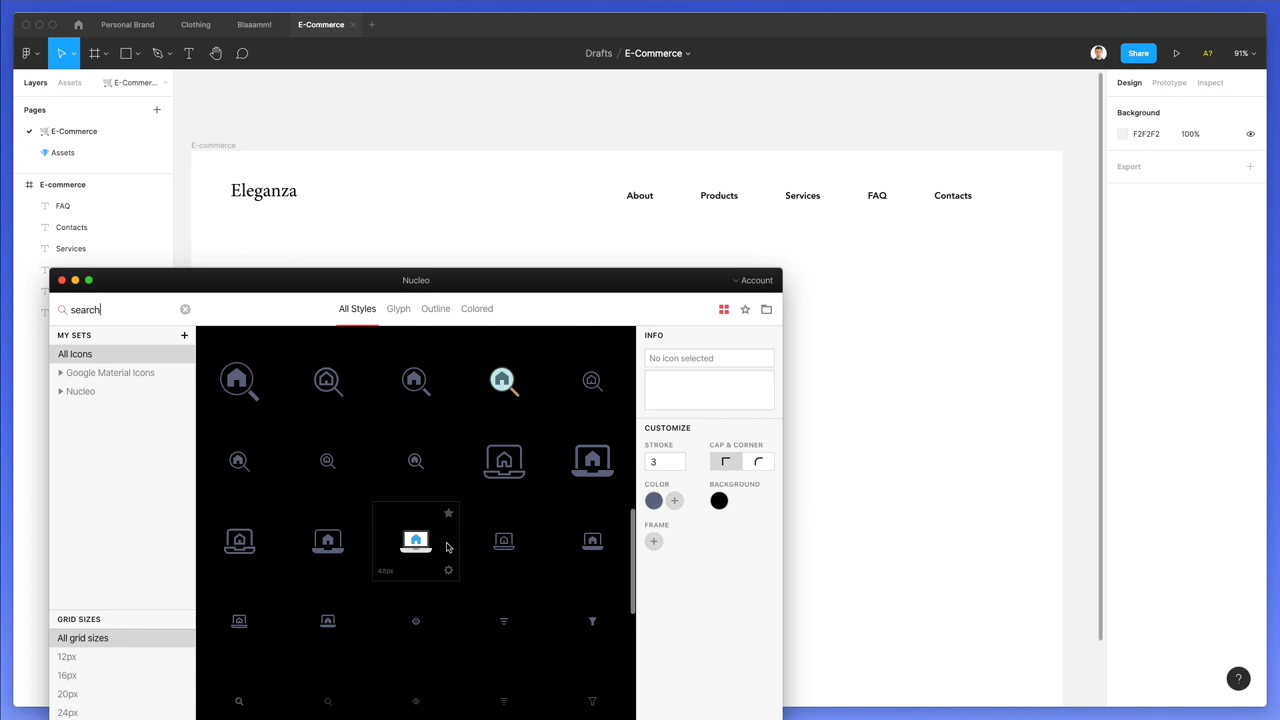 Personal Brand Clothing Blaaamm! E-Commerce
Drafts / E-Commerce Share A? 91%
Layers Assets E-Commer...
Pages
E-Commerce
Assets
E-commerce
FAQ
Contacts
Services
E-commerce
Eleganza About Products Services FAQ Contacts
Design Prototype Inspect
Background
F2F2F2 100%
Export
Nucleo Account
search All Styles Glyph Outline Colored
MY SETS
All Icons
Google Material Icons
Nucleo
GRID SIZES
All grid sizes
12px
16px
20px
24px
48px
INFO
No icon selected
CUSTOMIZE
STROKE CAP & CORNER
3
COLOR BACKGROUND
FRAME
?